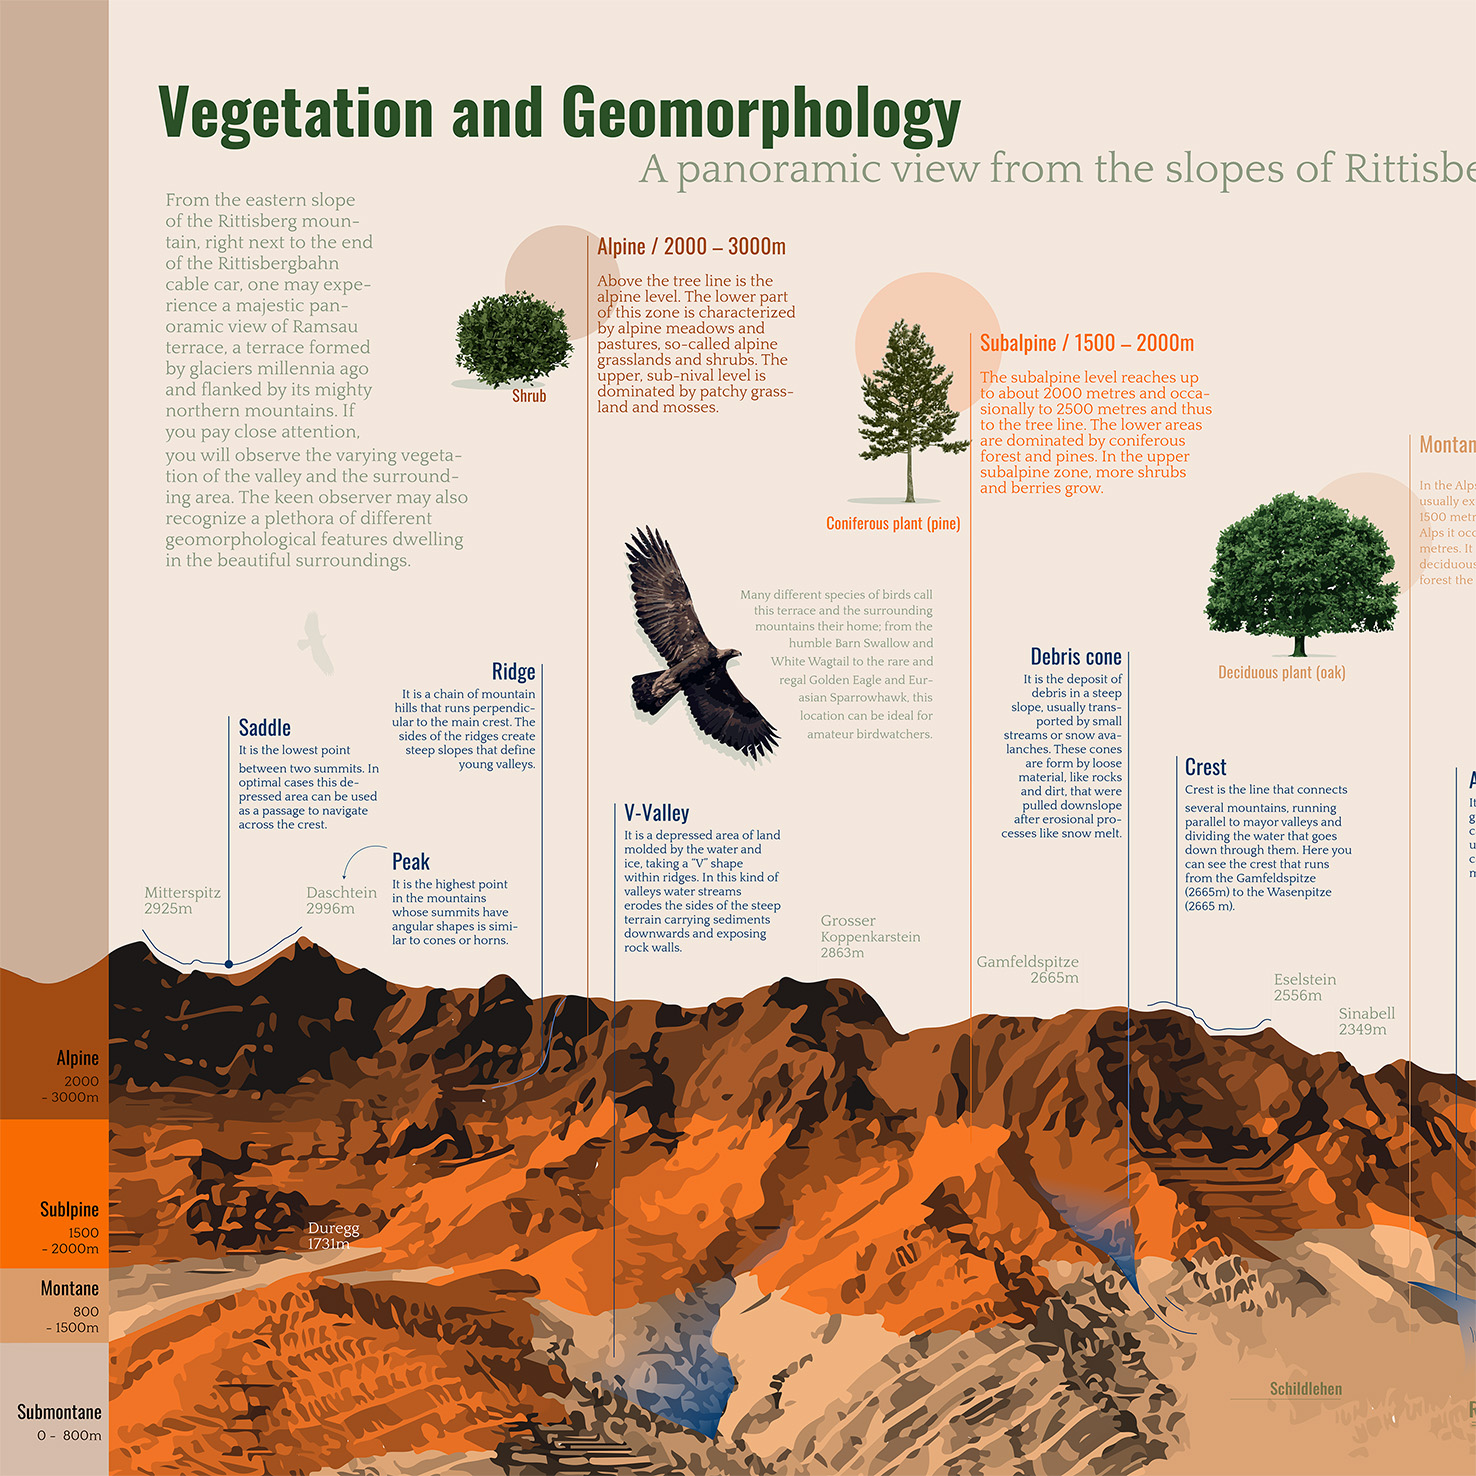 Vegetation and Geomorphology
A panoramic view from the slopes of
From the eastern slope
of the Rittisberg moun-
tain, right next to the end
of the Rittisbergbahn
cable car, one may expe-
rience a majestic pan-
oramic view of Ramsau
terrace, a terrace formed
by glaciers millennia ago
and flanked by its mighty
northern mountains. If
you pay close attention,
you will observe the varying vegeta-
tion of the valley and the surround-
ing area. The keen observer may also
recognize a plethora of different
geomorphological features dwelling
in the beautiful surroundings.
Shrub
Alpine / 2000 – 3000m
Above the tree line is the
alpine level. The lower part
of this zone is characterized
by alpine meadows and
pastures, so-called alpine
grasslands and shrubs. The
upper, sub-nival level is
dominated by patchy grass-
land and mosses.
Coniferous plant (pine)
Subalpine / 1500 – 2000m
The subalpine level reaches up
to about 2000 metres and occa-
sionally to 2500 metres and thus
to the tree line. The lower areas
are dominated by coniferous
forest and pines. In the upper
subalpine zone, more shrubs
and berries grow.
Deciduous plant (oak)
In the
usually
1500
Alps it
metres. It
deciduous
forest the
Many different species of birds call
this terrace and the surrounding
mountains their home; from the
humble Barn Swallow and
White Wagtail to the rare and
regal Golden Eagle and Eur-
asian Sparrowhawk, this
location can be ideal for
amateur birdwatchers.
Saddle
It is the lowest point
between two summits. In
optimal cases this de-
pressed area can be used
as a passage to navigate
across the crest.
Ridge
It is a chain of mountain
hills that runs perpendic-
ular to the main crest. The
sides of the ridges create
steep slopes that define
young valleys.
Peak
It is the highest point
in the mountains
whose summits have
angular shapes is simi-
lar to cones or horns.
V-Valley
It is a depressed area of land
molded by the water and
ice, taking a "V" shape
within ridges. In this kind of
valleys water streams
erodes the sides of the steep
terrain carrying sediments
downwards and exposing
rock walls.
Debris cone
It is the deposit of
debris in a steep
slope, usually trans-
ported by small
streams or snow ava-
lanches. These cones
are form by loose
material, like rocks
and dirt, that were
pulled downslope
after erosional pro-
cesses like snow melt.
Crest
Crest is the line that connects
several mountains, running
parallel to mayor valleys and
dividing the water that goes
down through them. Here you
can see the crest that runs
from the Gamfeldspitze
(2665m) to the Wasenpitze
(2665 m).
Mitterspitz
2925m
Daschtein
2996m
Grosser
Koppenkarstein
2863m
Gamfeldspitze
2665m
Eselstein
2556m
Sinabell
2349m
Duregg
1731m
Schildlehen
Alpine
2000
- 3000m
Sublpine
1500
- 2000m
Montane
800
- 1500m
Submontane
0 - 800m